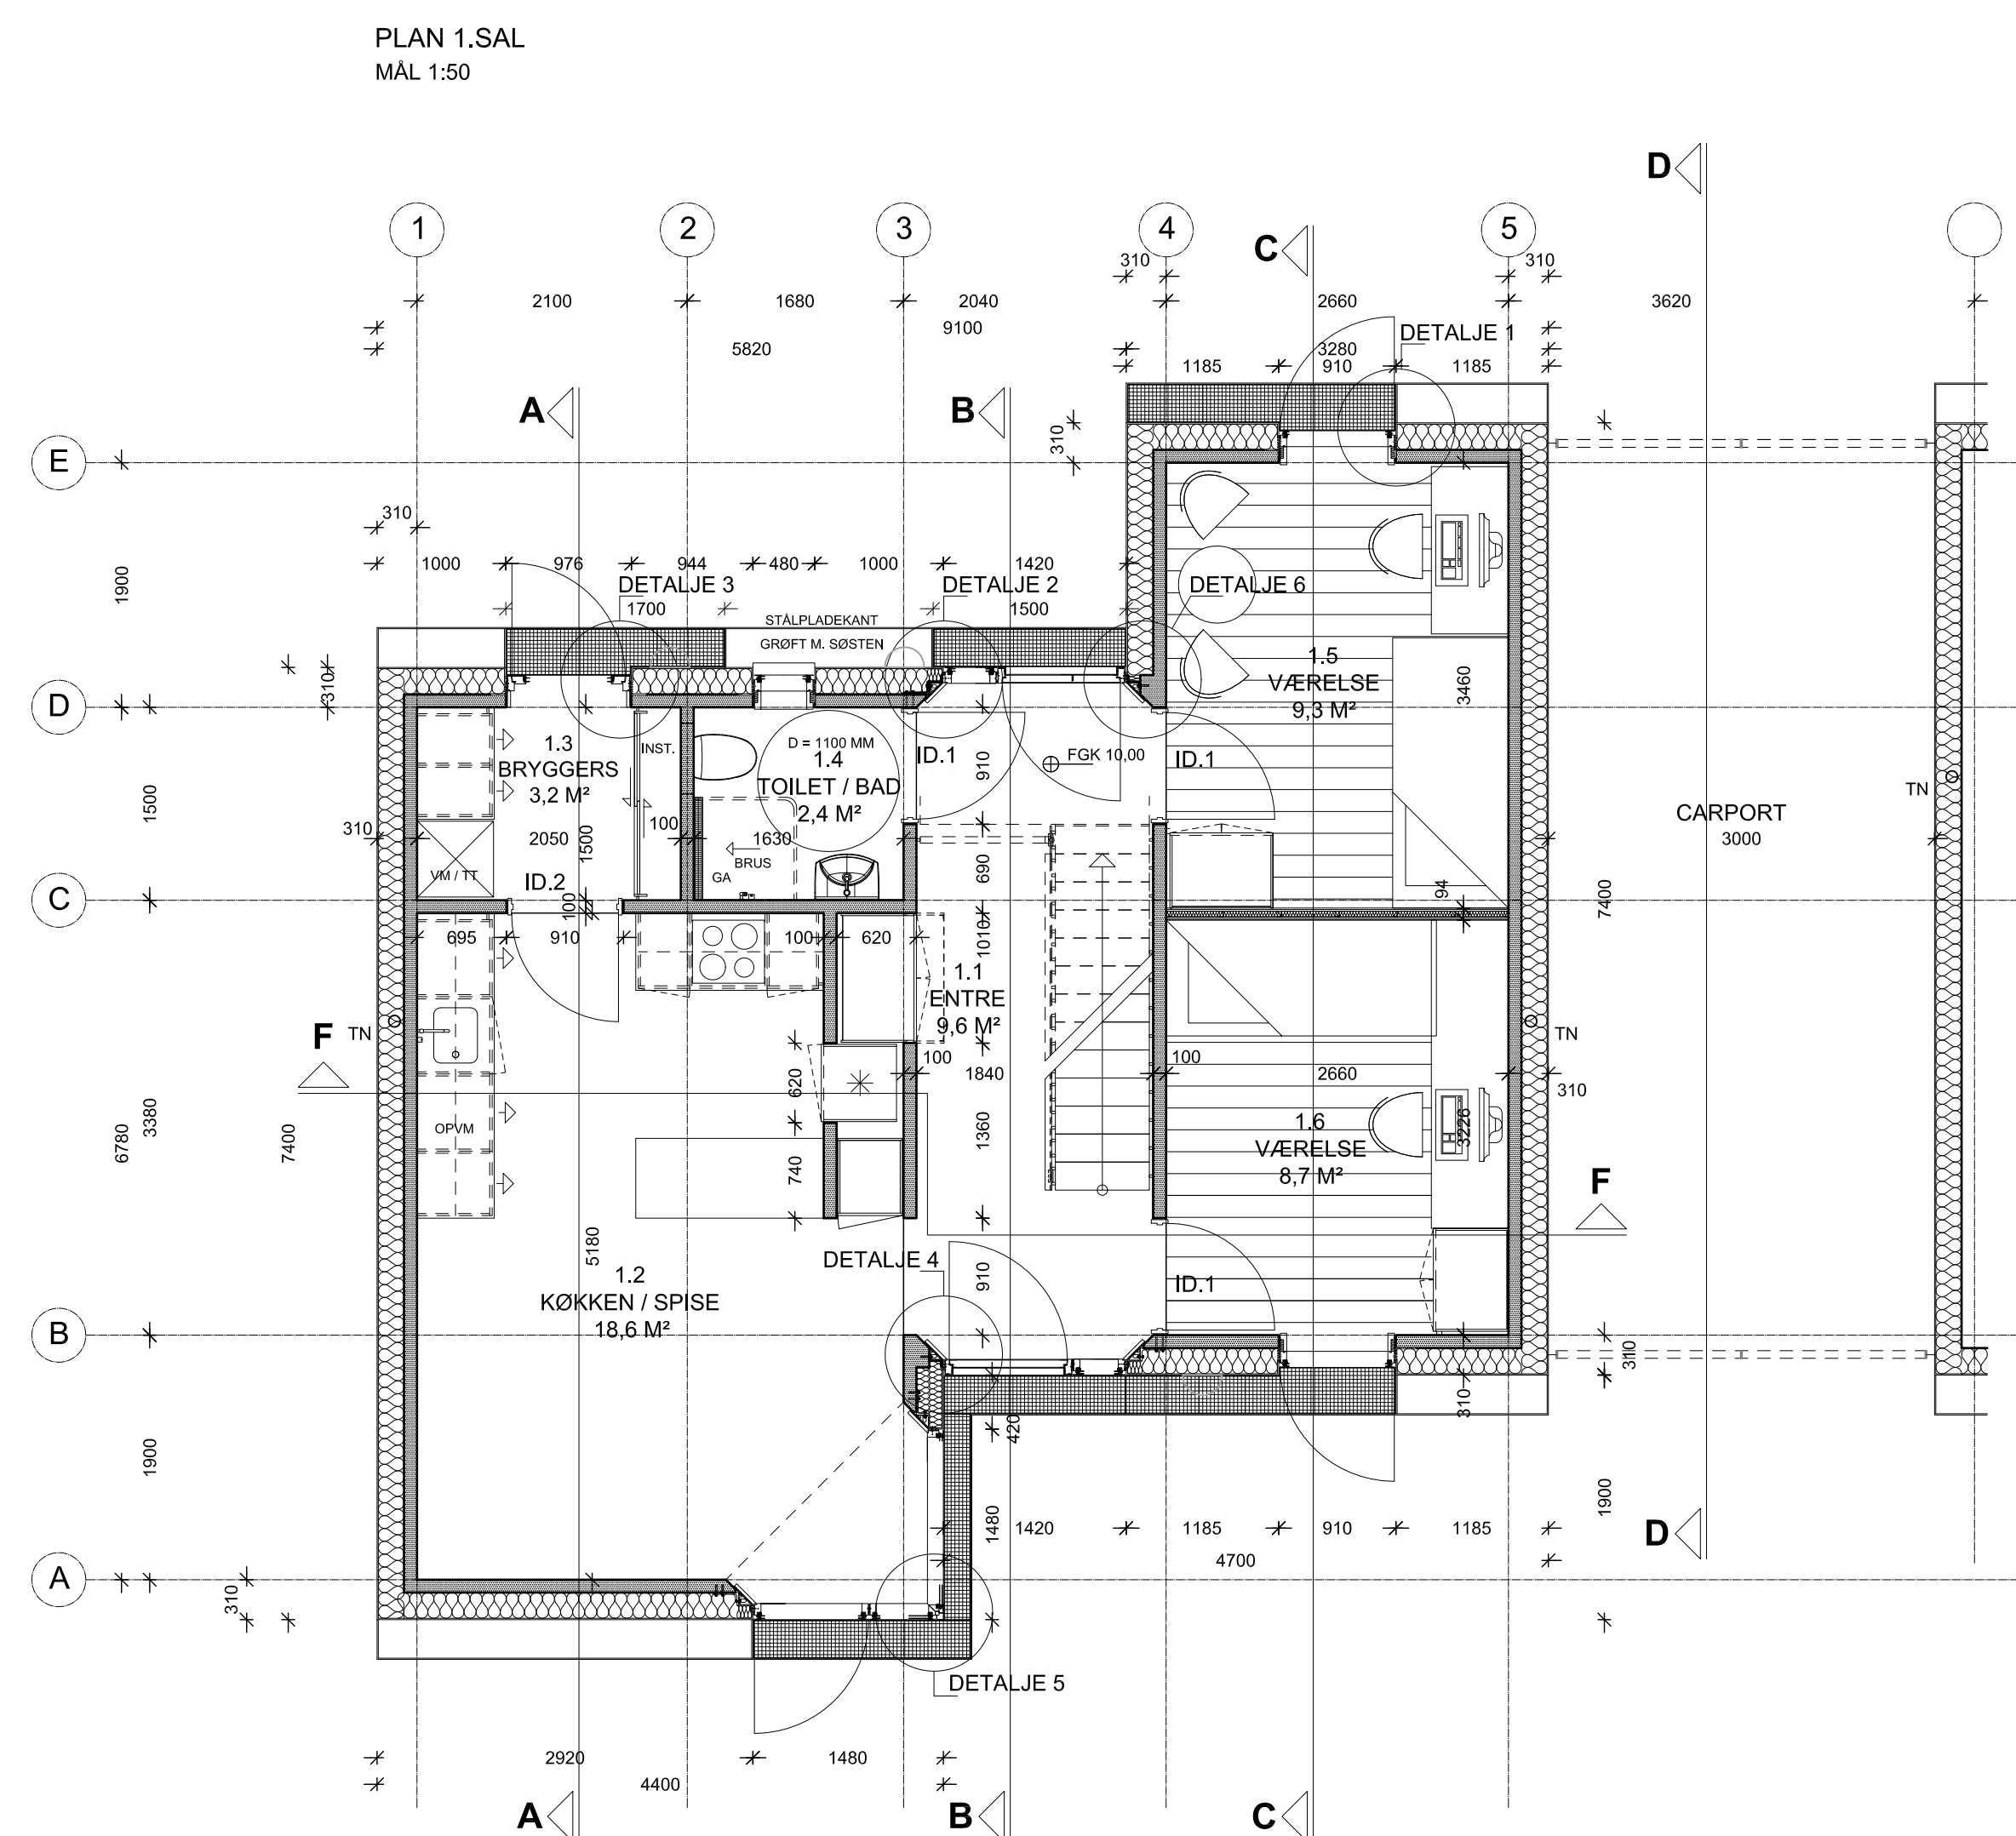 PLAN 1.SAL
MÅL 1:50
D
1
2
3
4
5
C
310
310
2100
1680
2040
2660
3620
9100
5820
3280
DETALJE 1
1185
910
1185
A
B
310
E
310
1000
976
944
480
1000
1420
1900
DETALJE 3
DETALJE 2
DETALJE 6
1700
1500
STÅLPLADEKANT
GRØFT M. SØSTEN
310
D
1.5
VÆRELSE
9,3 M²
3460
1.3
BRYGGERS
3,2 M²
INST.
D = 1100 MM
1.4
TOILET / BAD
2,4 M²
ID.1
910
FGK 10,00
ID.1
TN
CARPORT
3000
1500
310
2050
1500
100
1630
BRUS
GA
VM / TT
690
ID.2
94
C
100
7400
695
910
100
620
1010
1.1
ENTRE
9,6 M²
F
TN
TN
100
1840
100
2660
310
620
6780
3380
7400
OPVM
1360
1.6
VÆRELSE
8,7 M²
3226
740
F
5180
DETALJE 4
910
ID.1
1.2
KØKKEN / SPISE
18,6 M²
B
310
310
420
1900
1480
1420
1185
910
1185
1900
D
4700
A
310
DETALJE 5
2920
1480
4400
A
B
C